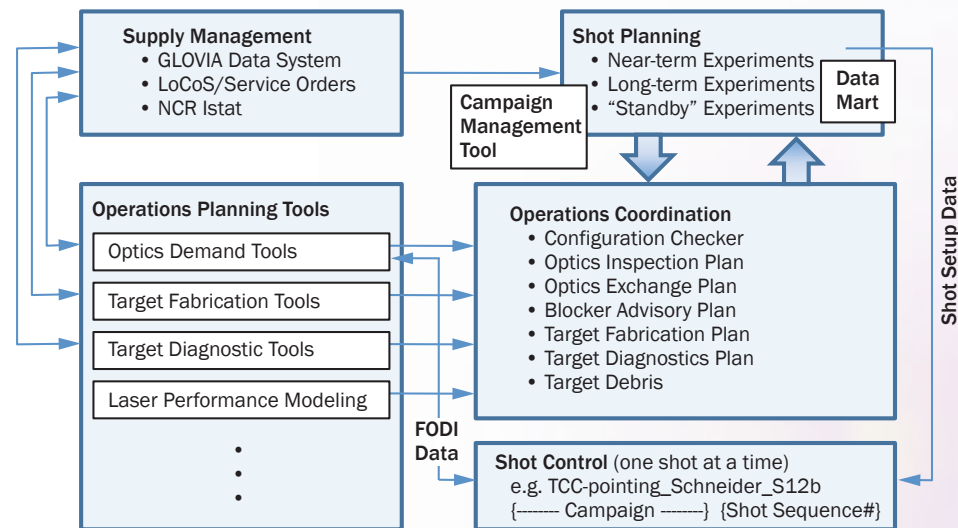 Supply Management
• GLOVIA Data System
• LoCoS/Service Orders
• NCR Istat
Shot Planning
• Near-term Experiments
• Long-term Experiments
• “Standby” Experiments
Data
Mart
Campaign
Management
Tool
Operations Planning Tools
Optics Demand Tools
Target Fabrication Tools
Target Diagnostic Tools
Laser Performance Modeling
•
•
•
Operations Coordination
• Configuration Checker
• Optics Inspection Plan
• Optics Exchange Plan
• Blocker Advisory Plan
• Target Fabrication Plan
• Target Diagnostics Plan
• Target Debris
Shot Setup Data
FODI
Data
Shot Control (one shot at a time)
e.g. TCC-pointing_Schneider_S12b
{-------- Campaign --------} {Shot Sequence#}